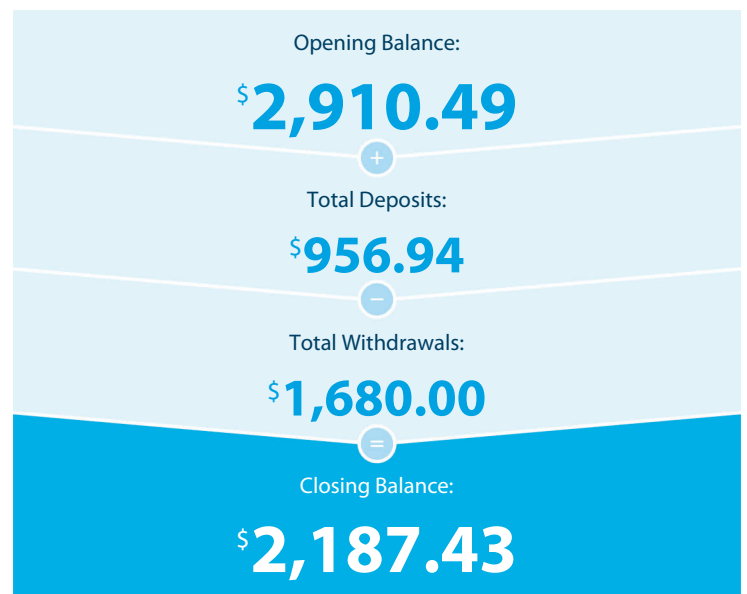 Opening Balance:
$2,910.49
+
Total Deposits:
$956.94
−
Total Withdrawals:
$1,680.00
=
Closing Balance:
$2,187.43